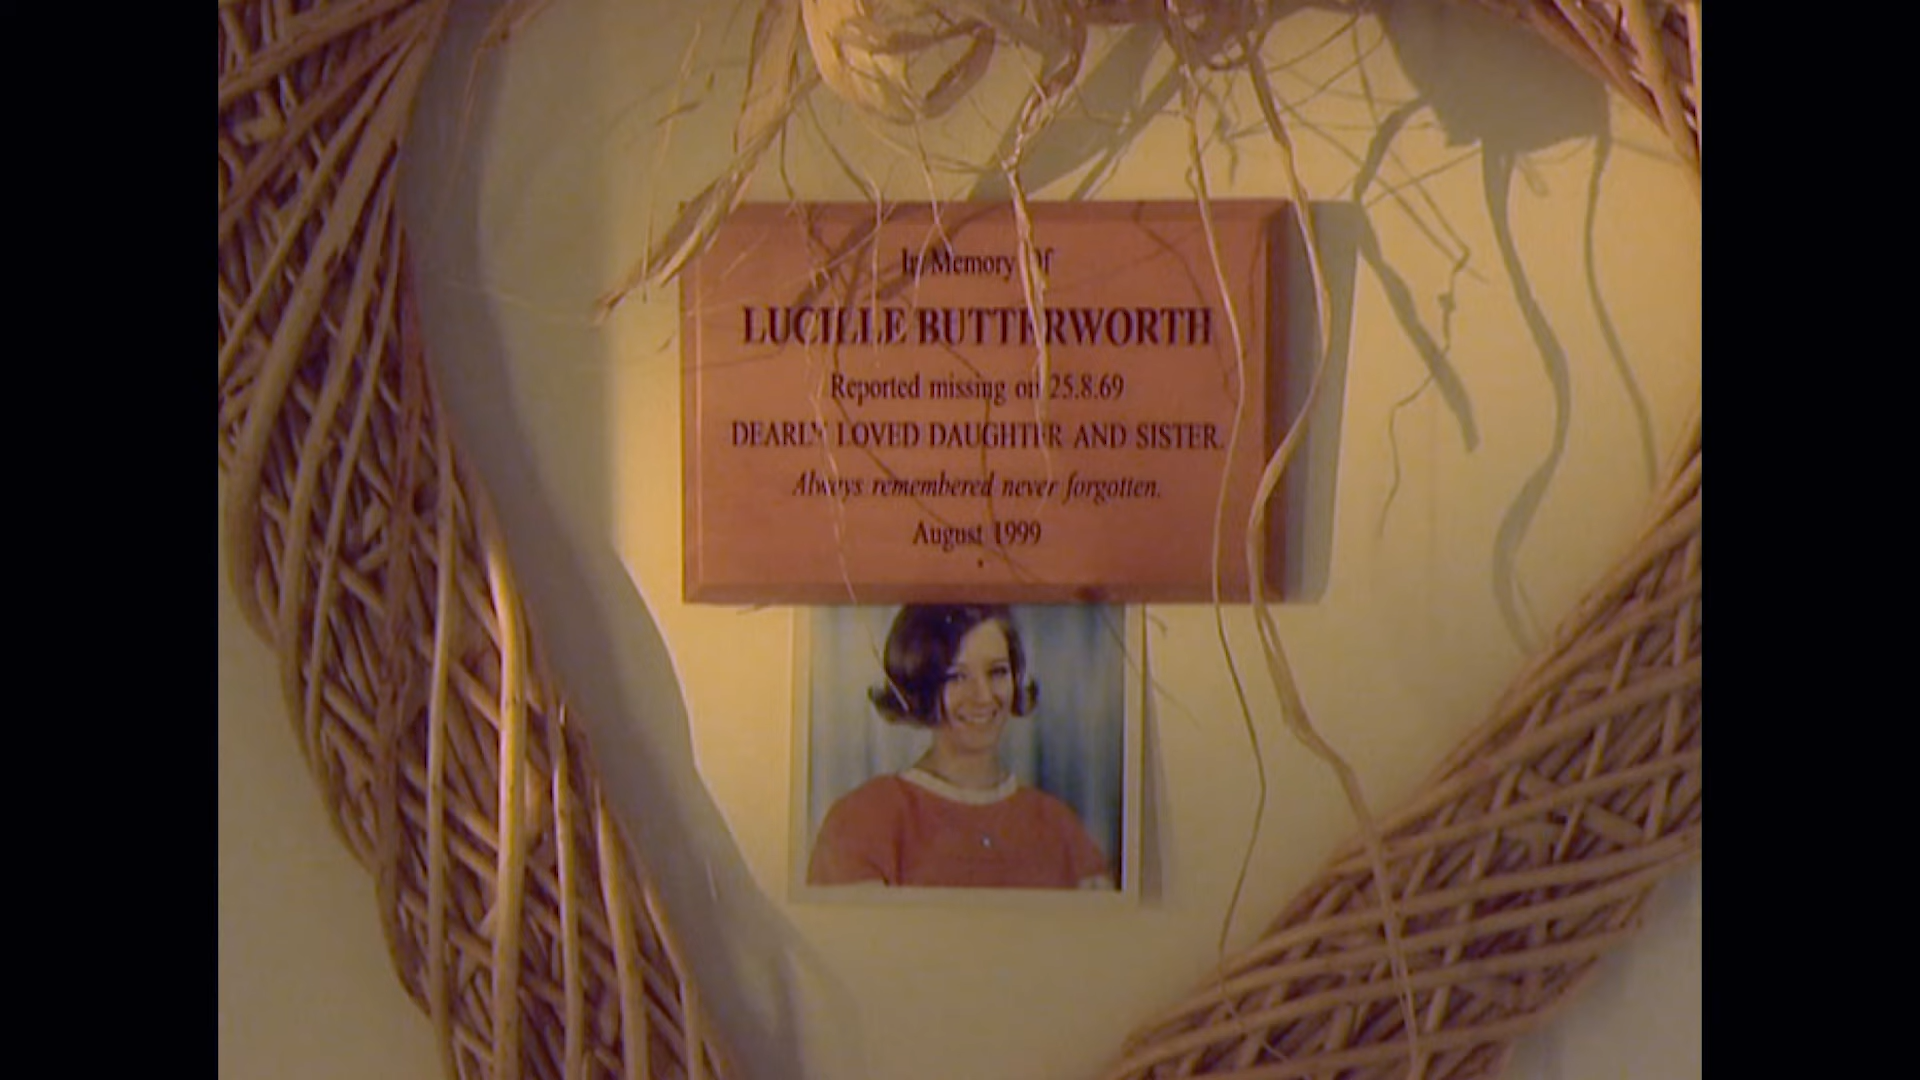 In Memory Of
LUCILLE BUTTERWORTH
Reported missing on 25.8.69
DEARLY LOVED DAUGHTER AND SISTER.
Always remembered never forgotten.
August 1999